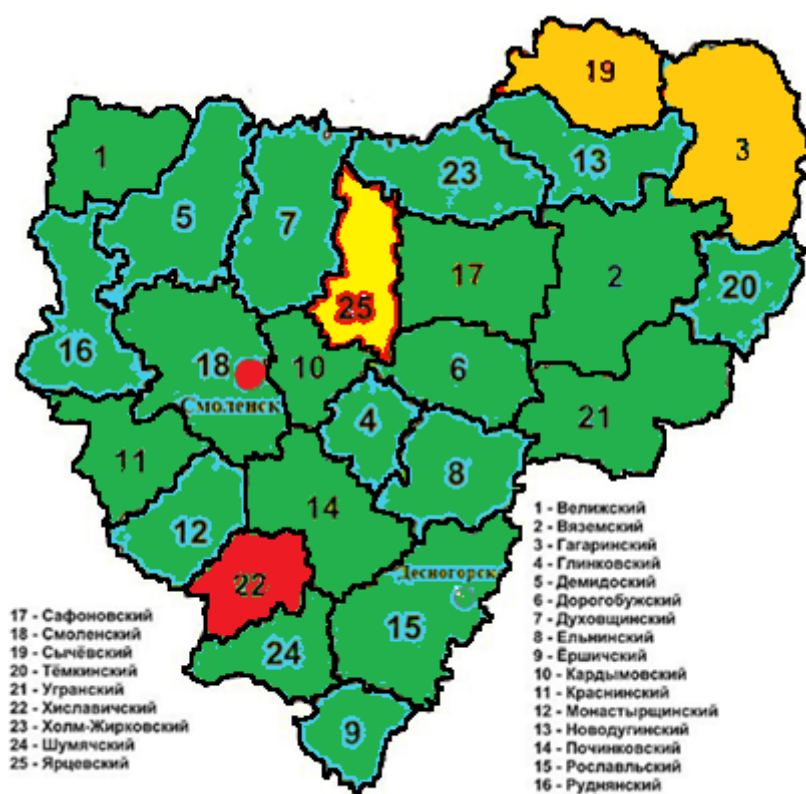 19
3
1
23
13
5
7
17
2
20
25
16
18
10
6
Смоленск
4
21
11
8
12
14
22
Десногорск
15
24
9
1 - Велижский
2 - Вяземский
3 - Гагаринский
4 - Глинковский
5 - Демидоский
6 - Дорогобужский
7 - Духовщинский
8 - Ельнинский
9 - Ёршичский
10 - Кардымовский
11 - Краснинский
12 - Монастырщинский
13 - Новодугинский
14 - Починковский
15 - Рославльский
16 - Руднянский
17 - Сафоновский
18 - Смоленский
19 - Сычёвский
20 - Тёмкинский
21 - Угранский
22 - Хиславичский
23 - Холм-Жирковский
24 - Шумячский
25 - Ярцевский